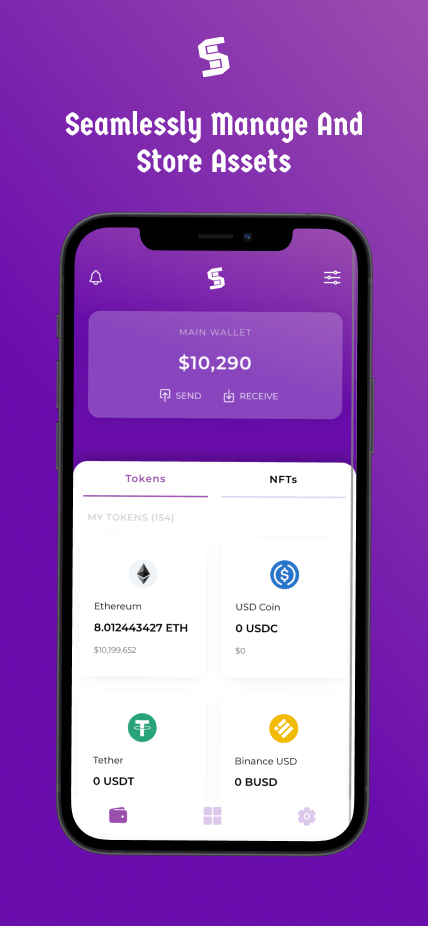 Seamlessly Manage And
Store Assets
MAIN WALLET
$10,290
SEND RECEIVE
Tokens NFTs
MY TOKENS (154)
Ethereum USD Coin
8.012443427 ETH 0 USDC
$10,199.652 $0
Tether Binance USD
0 USDT 0 BUSD